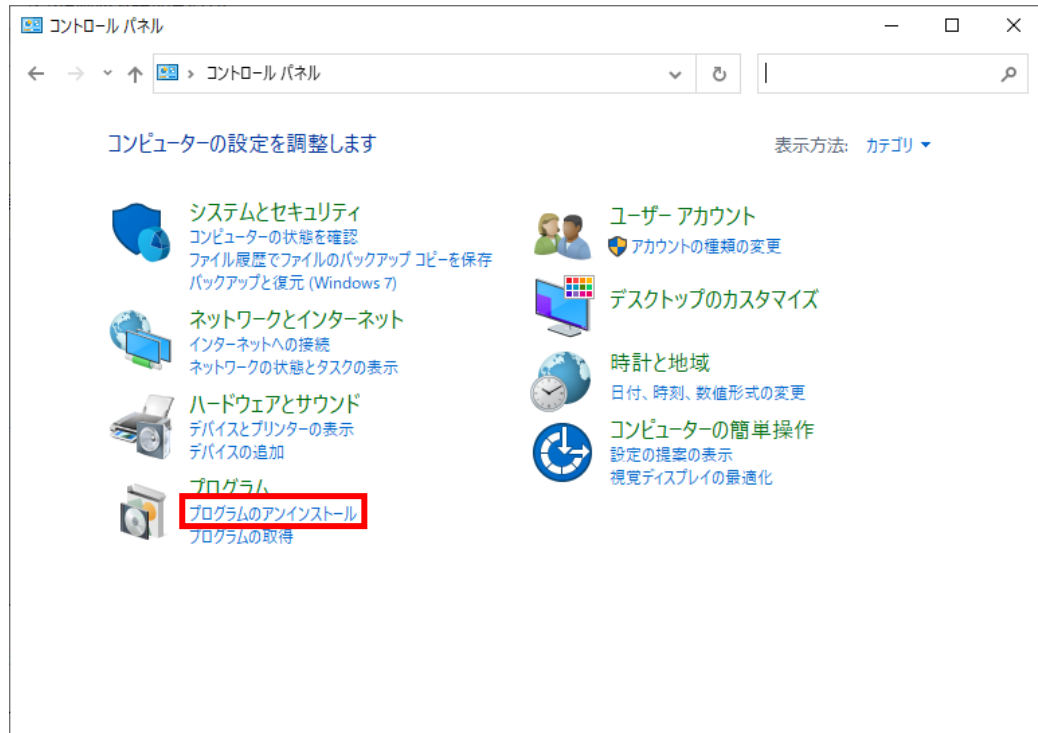 コントロール パネル
コントロール パネル
コンピューターの設定を調整します
表示方法: カテゴリ
システムとセキュリティ
コンピューターの状態を確認
ファイル履歴でファイルのバックアップ コピーを保存
バックアップと復元 (Windows 7)
ネットワークとインターネット
インターネットへの接続
ネットワークの状態とタスクの表示
ハードウェアとサウンド
デバイスとプリンターの表示
デバイスの追加
プログラム
プログラムのアンインストール
プログラムの取得
ユーザー アカウント
アカウントの種類の変更
デスクトップのカスタマイズ
時計と地域
日付、時刻、数値形式の変更
コンピューターの簡単操作
設定の提案の表示
視覚ディスプレイの最適化